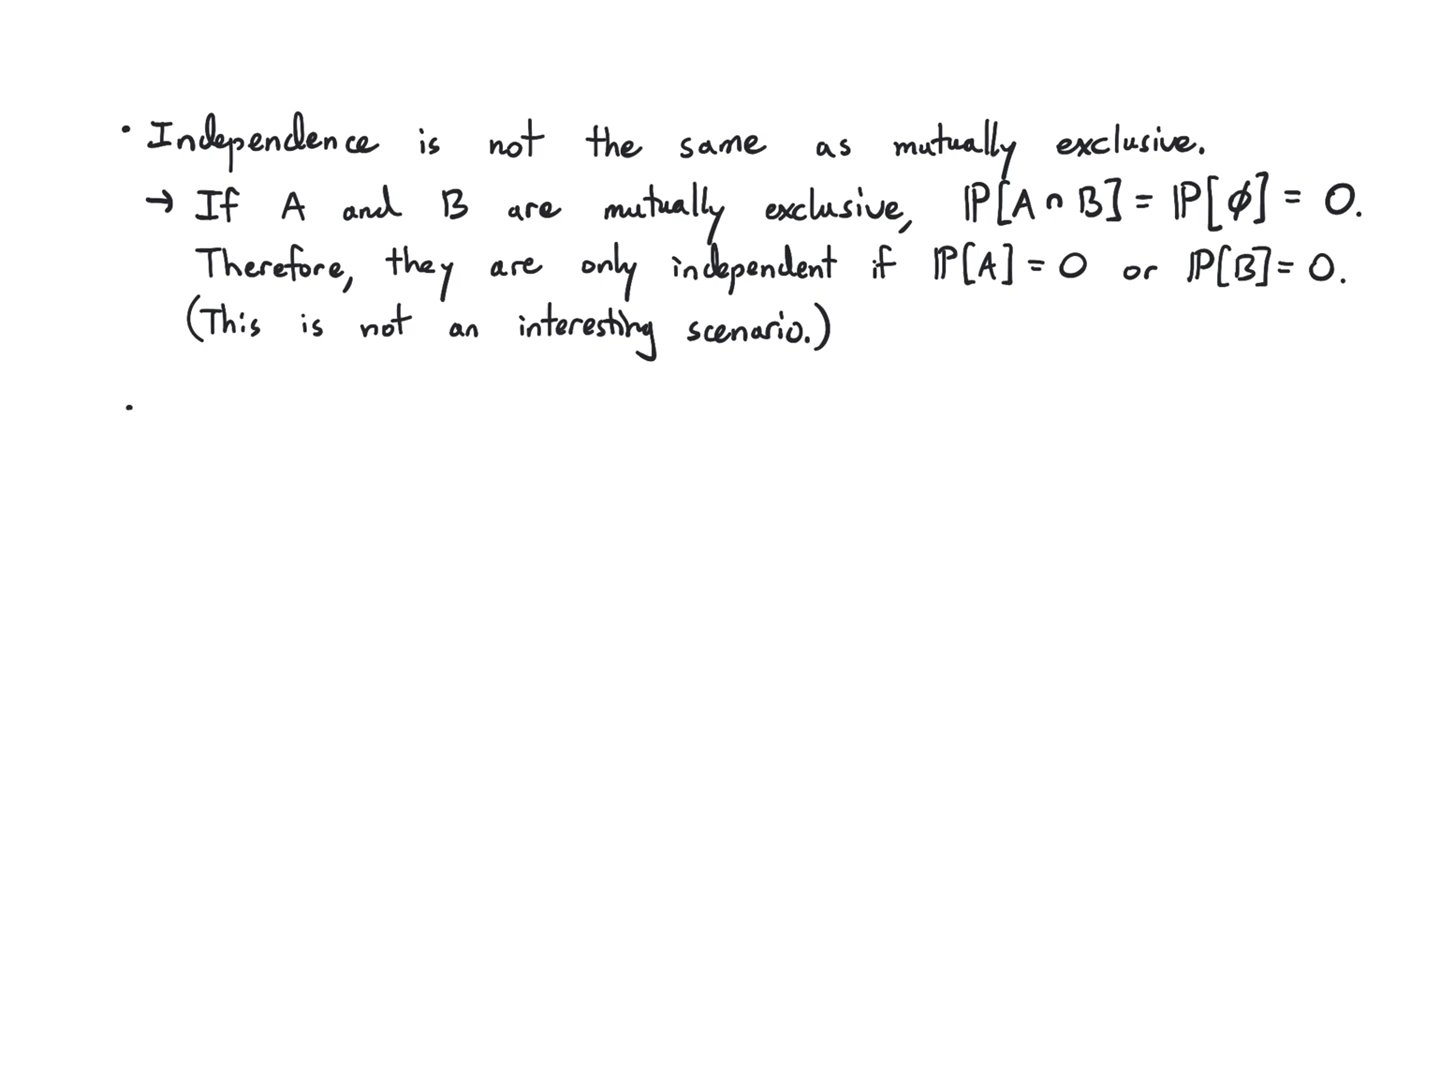 • Independence is not the same as mutually exclusive.
→ If A and B are mutually exclusive, ℙ[A ∩ B] = ℙ[ϕ] = 0.
Therefore, they are only independent if ℙ[A] = 0 or ℙ[B] = 0.
(This is not an interesting scenario.)
•